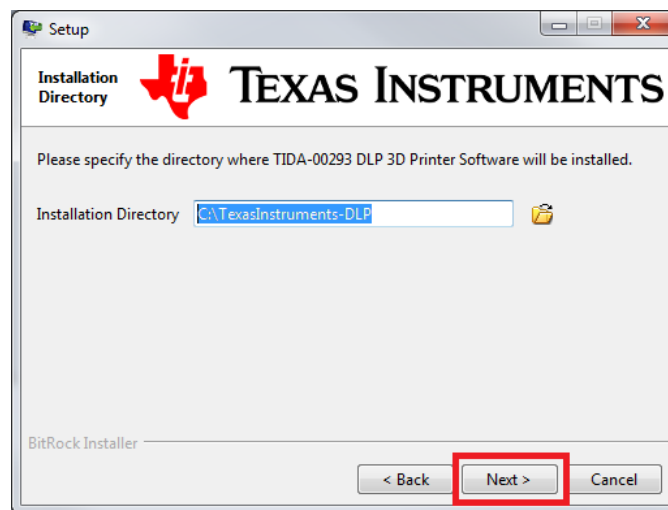 Setup
Installation
Directory
TEXAS INSTRUMENTS
Please specify the directory where TIDA-00293 DLP 3D Printer Software will be installed.
Installation Directory C:\TexasInstruments-DLP
BitRock Installer
< Back Next > Cancel